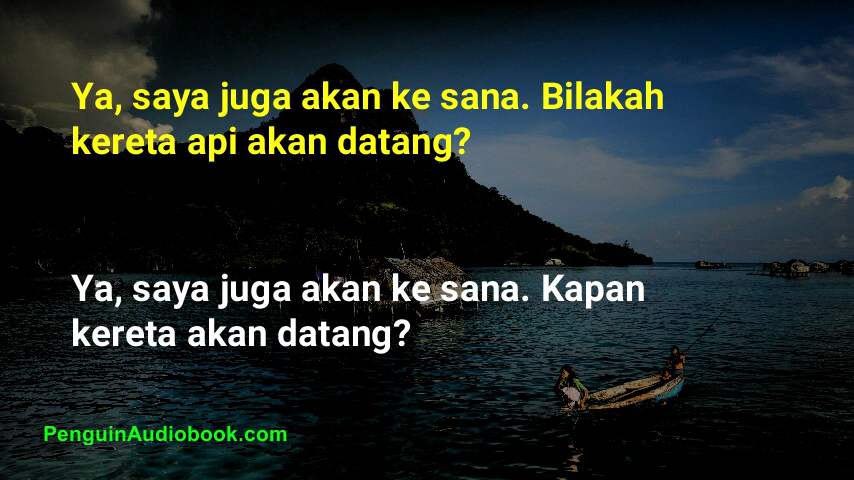 Ya, saya juga akan ke sana. Bilakah
kereta api akan datang?
Ya, saya juga akan ke sana. Kapan
kereta akan datang?
PenguinAudiobook.com